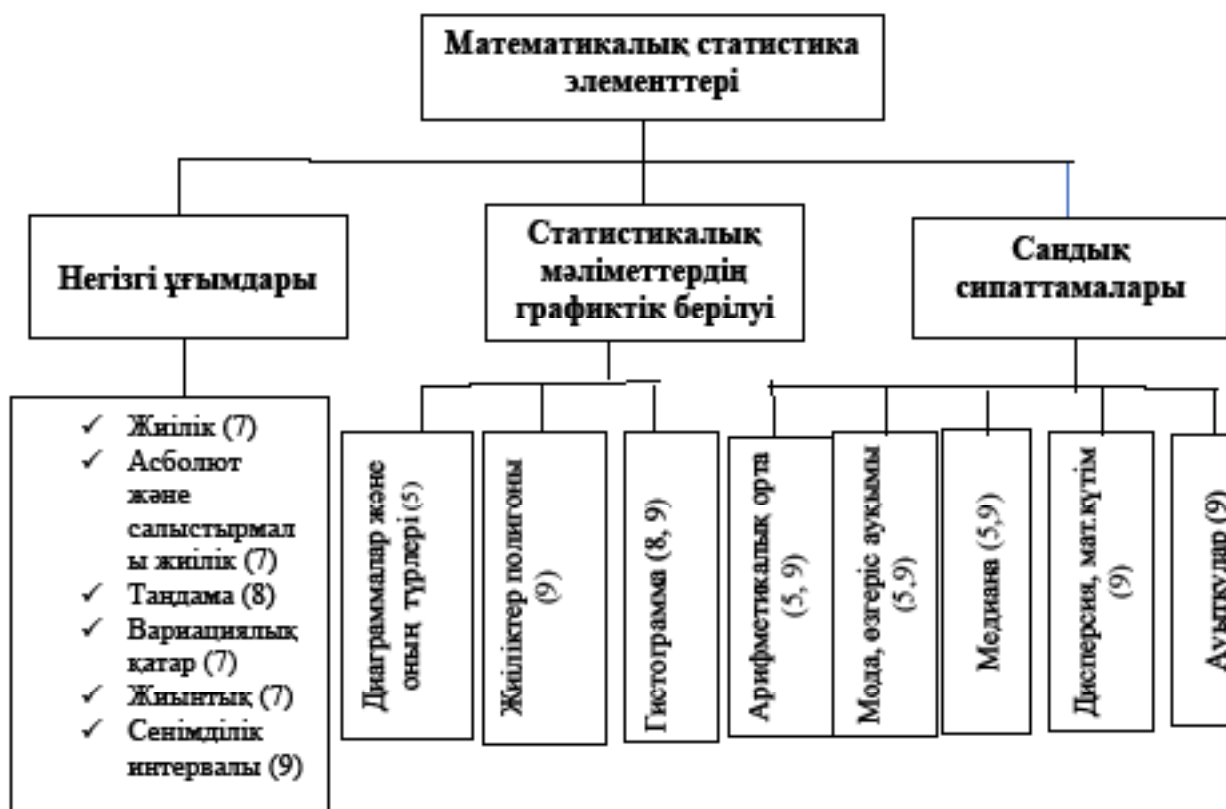 Математикалық статистика
элементтері
Негізгі ұғымдары
Статистикалық
мәліметтердің
графиктік берілуі
Сандық
сипаттамалары
✓ Жиілік (7)
✓ Асболют
және
салыстырмал
ы жиілік (7)
✓ Таңдама (8)
✓ Вариациялық
қатар (7)
✓ Жиынтық (7)
✓ Сенімділік
интервалы (9)
Диаграммалар және
оның түрлері (5)
Жиіліктер полигоны
(9)
Гистограмма (8, 9)
Арифметикалық орта
(5, 9)
Мода, өзгеріс ауқымы
(5,9)
Медиана (5,9)
Дисперсия, мат.күтім
(9)
Ауытқулар (9)